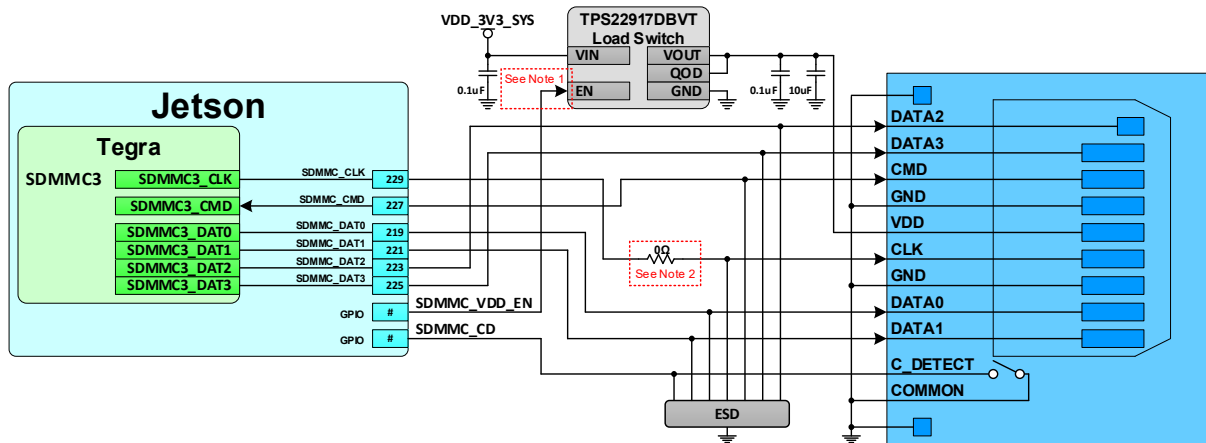 VDD_3V3_SYS
TPS22917DBVT
Load Switch
VIN
VOUT
QOD
EN
GND
See Note 1
0.1uF
0.1uF
10uF
Jetson
Tegra
SDMMC3
SDMMC3_CLK
SDMMC_CLK
229
SDMMC3_CMD
SDMMC_CMD
227
SDMMC3_DAT0
SDMMC_DAT0
219
SDMMC3_DAT1
SDMMC_DAT1
221
SDMMC3_DAT2
SDMMC_DAT2
223
SDMMC3_DAT3
SDMMC_DAT3
225
GPIO
#
SDMMC_VDD_EN
GPIO
#
SDMMC_CD
0Ω
See Note 2
ESD
DATA2
DATA3
CMD
GND
VDD
CLK
GND
DATA0
DATA1
C_DETECT
COMMON